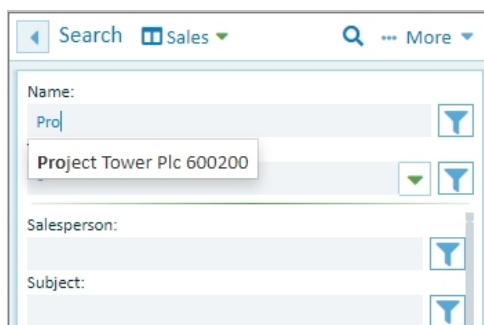 Search Sales More
Name:
Pro
Project Tower Plc 600200
Salesperson:
Subject: